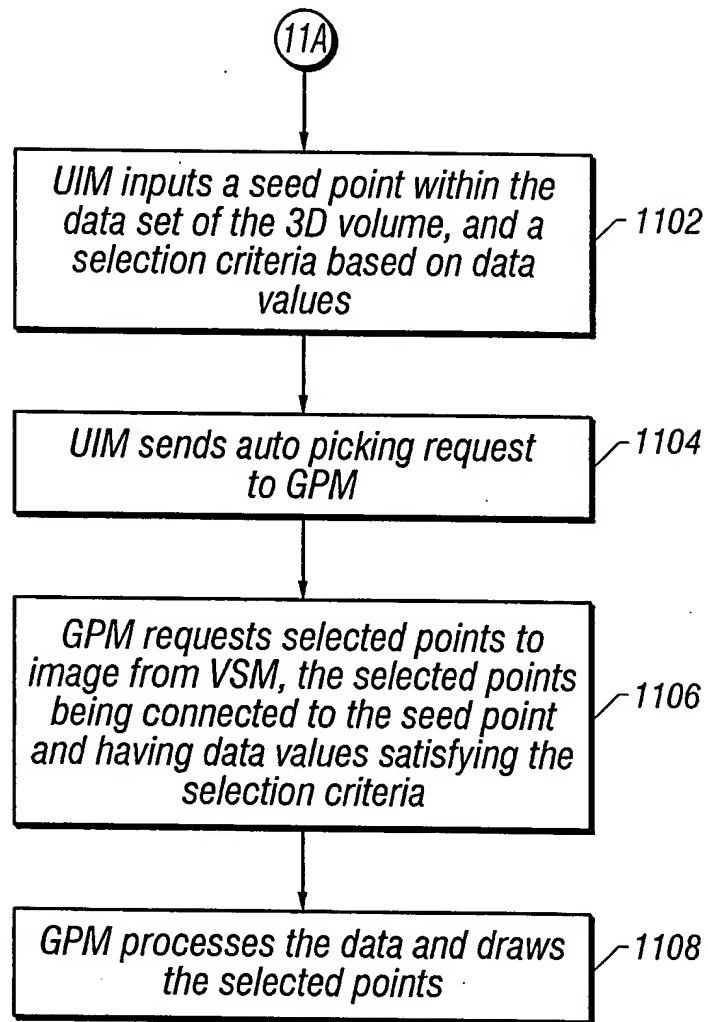 11A
UIM inputs a seed point within the
data set of the 3D volume, and a
selection criteria based on data
values
1102
UIM sends auto picking request
to GPM
1104
GPM requests selected points to
image from VSM, the selected points
being connected to the seed point
and having data values satisfying the
selection criteria
1106
GPM processes the data and draws
the selected points
1108